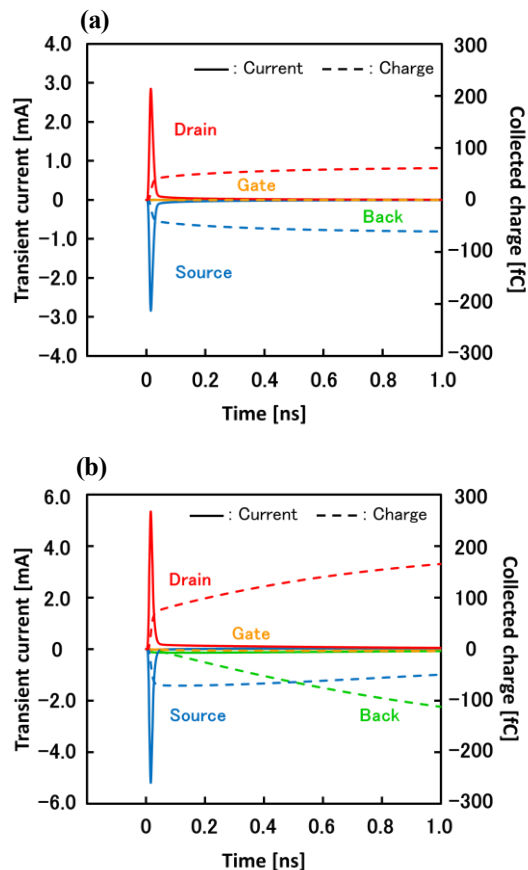 (a)
4.0
3.0
2.0
1.0
0
−1.0
−2.0
−3.0
−4.0
Transient current [mA]
: Current
: Charge
Drain
Gate
Back
Source
300
200
100
0
−100
−200
−300
Collected charge [fC]
0
0.2
0.4
0.6
0.8
1.0
Time [ns]
(b)
6.0
4.0
2.0
0
−2.0
−4.0
−6.0
Transient current [mA]
: Current
: Charge
Drain
Gate
Source
Back
300
200
100
0
−100
−200
−300
Collected charge [fC]
0
0.2
0.4
0.6
0.8
1.0
Time [ns]